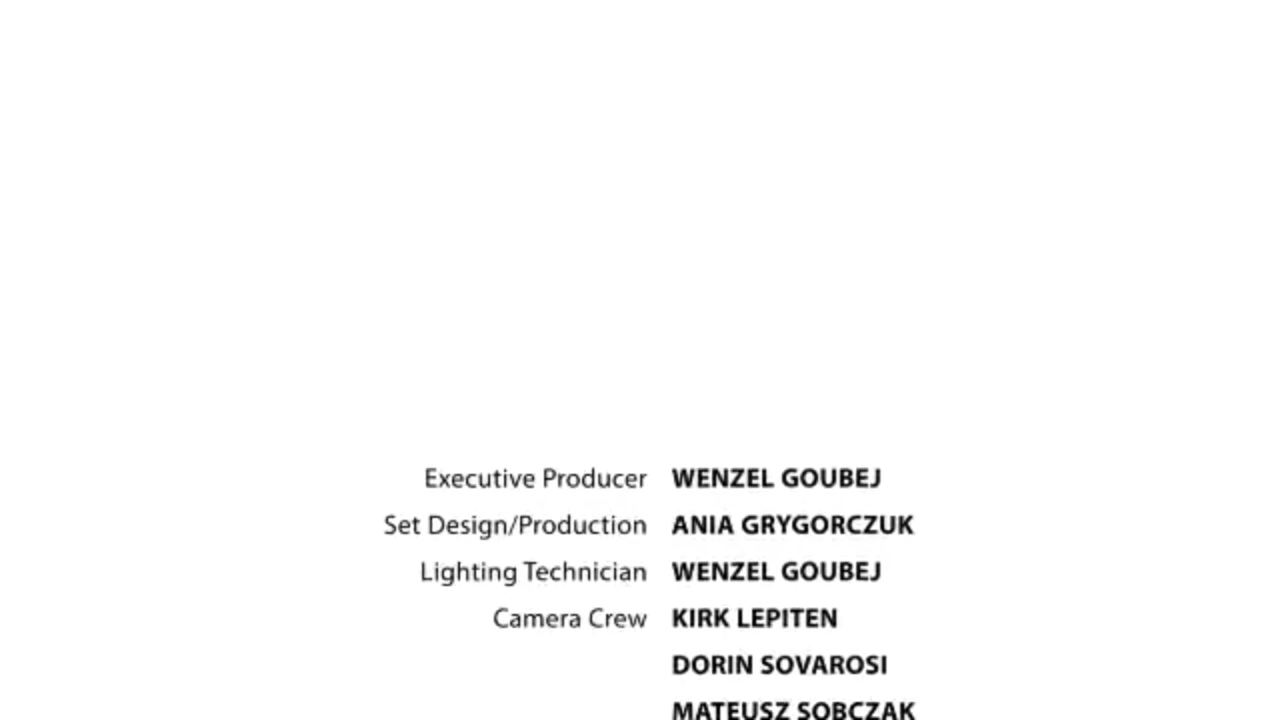 Executive Producer WENZEL GOUBEJ
Set Design/Production ANIA GRYGORCZUK
Lighting Technician WENZEL GOUBEJ
Camera Crew KIRK LEPITEN
DORIN SOVAROSI
MATEUSZ SOBCZAK